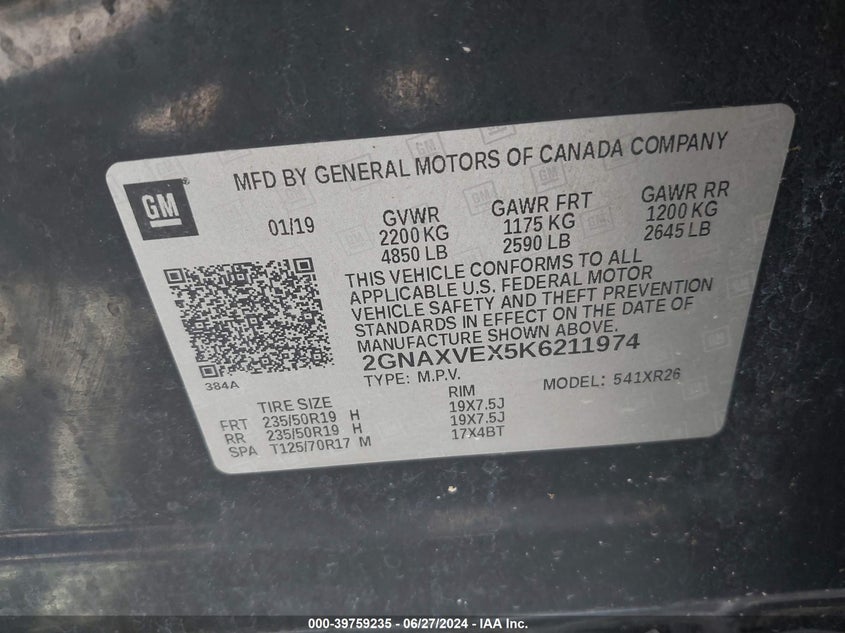 MFD BY GENERAL MOTORS OF CANADA COMPANY
GM
01/19
GVWR
2200 KG
4850 LB
GAWR FRT
1175 KG
2590 LB
GAWR RR
1200 KG
2645 LB
THIS VEHICLE CONFORMS TO ALL
APPLICABLE U.S. FEDERAL MOTOR
VEHICLE SAFETY AND THEFT PREVENTION
STANDARDS IN EFFECT ON THE DATE OF
MANUFACTURE SHOWN ABOVE.
2GNAXVEX5K6211974
384A
TYPE: M.P.V.
MODEL: 541XR26
TIRE SIZE RIM
FRT 235/50R19 H 19X7.5J
RR 235/50R19 H 19X7.5J
SPA T125/70R17 M 17X4BT
000-39759235 - 06/27/2024 - IAA Inc.